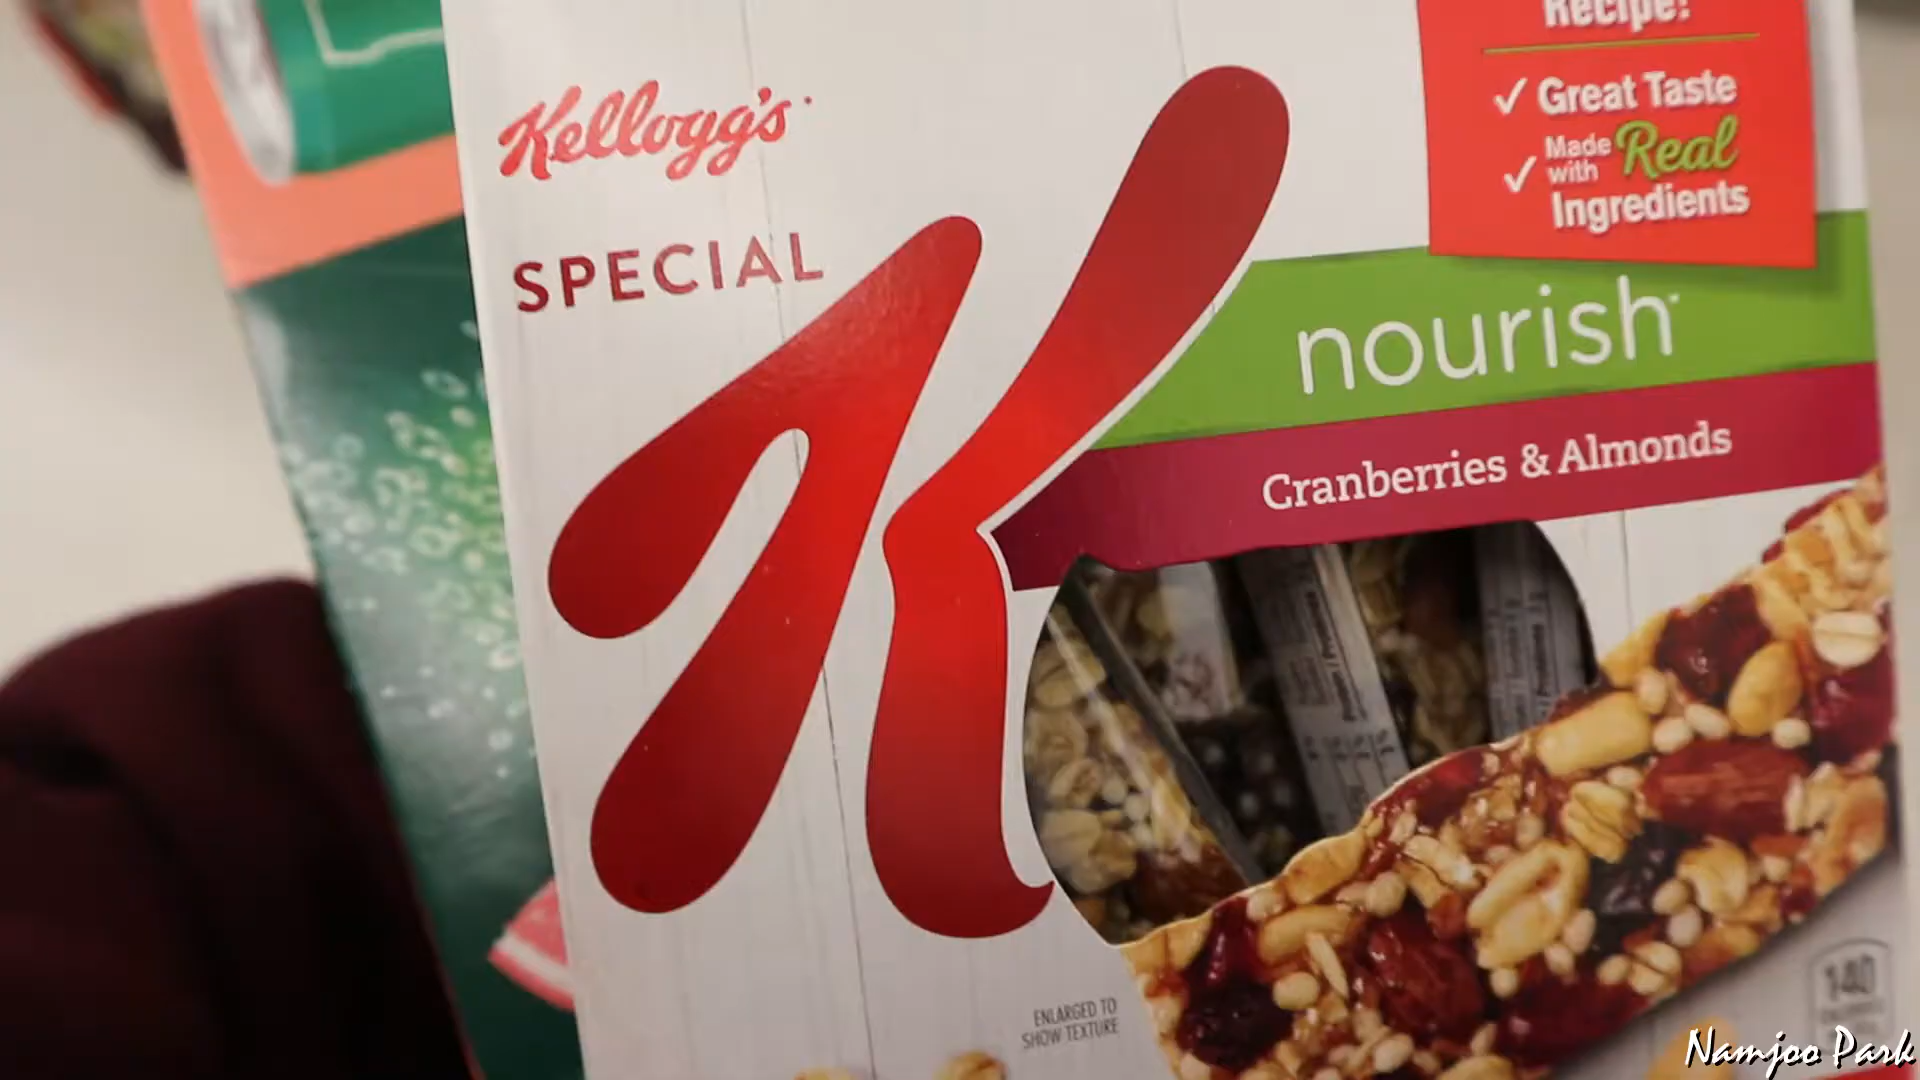 Kellogg's
SPECIAL
K
Recipe:
✓ Great Taste
✓ Made with Real
Ingredients
nourish
Cranberries & Almonds
ENLARGED TO
SHOW TEXTURE
140
Namjoo Park